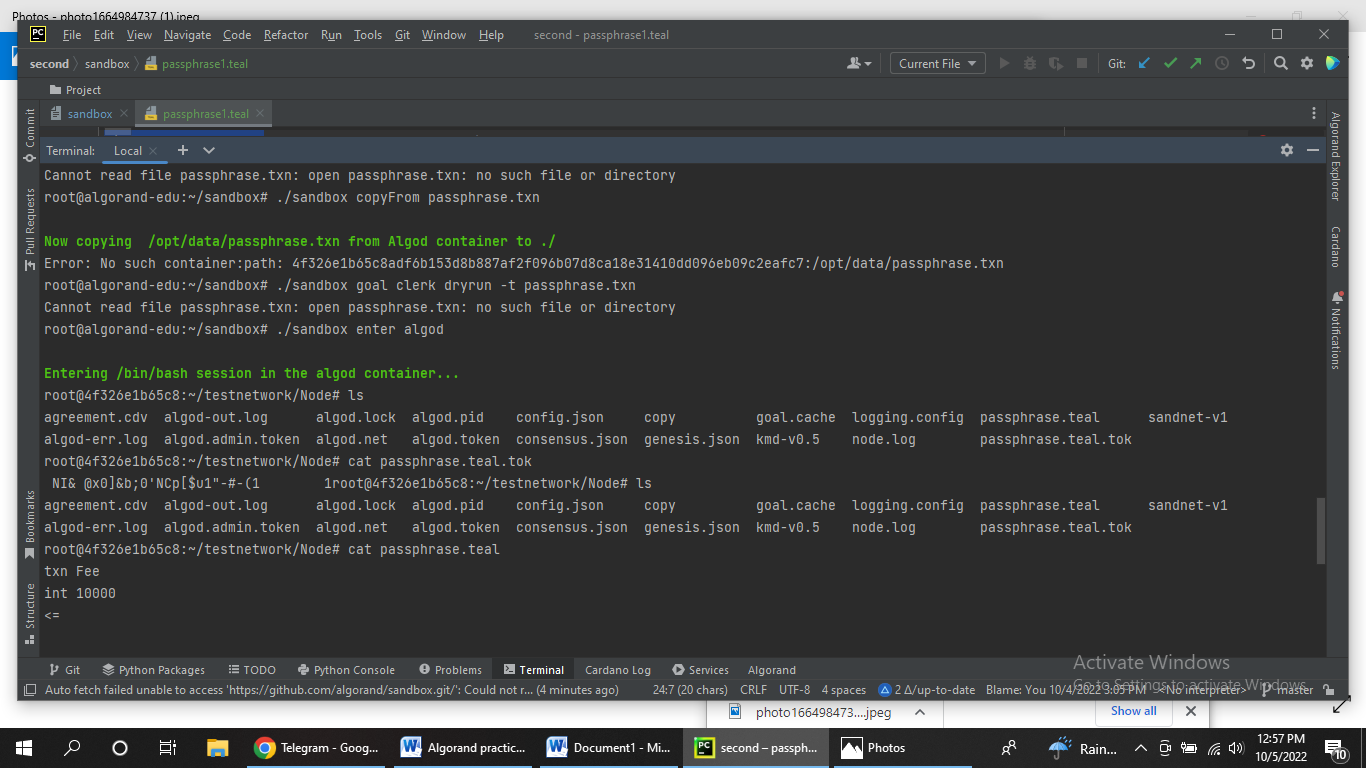 Photos - photo1664984737 (1).jpeg
PC File Edit View Navigate Code Refactor Run Tools Git Window Help second - passphrase1.teal
second sandbox passphrase1.teal Current File Git:
Project
sandbox passphrase1.teal
Terminal: Local
Cannot read file passphrase.txn: open passphrase.txn: no such file or directory
root@algorand-edu:~/sandbox# ./sandbox copyFrom passphrase.txn
Now copying  /opt/data/passphrase.txn from Algod container to ./
Error: No such container:path: 4f326e1b65c8adf6b153d8b887af2f096b07d8ca18e31410dd096eb09c2eafc7:/opt/data/passphrase.txn
root@algorand-edu:~/sandbox# ./sandbox goal clerk dryrun -t passphrase.txn
Cannot read file passphrase.txn: open passphrase.txn: no such file or directory
root@algorand-edu:~/sandbox# ./sandbox enter algod
Entering /bin/bash session in the algod container...
root@4f326e1b65c8:~/testnetwork/Node# ls
agreement.cdv  algod-out.log      algod.lock  algod.pid    config.json     copy          goal.cache  logging.config  passphrase.teal      sandnet-v1
algod-err.log  algod.admin.token  algod.net   algod.token  consensus.json  genesis.json  kmd-v0.5    node.log        passphrase.teal.tok
root@4f326e1b65c8:~/testnetwork/Node# cat passphrase.teal.tok
NI& @x0]&b;0'NCp[$u1"-#-(1        1root@4f326e1b65c8:~/testnetwork/Node# ls
agreement.cdv  algod-out.log      algod.lock  algod.pid    config.json     copy          goal.cache  logging.config  passphrase.teal      sandnet-v1
algod-err.log  algod.admin.token  algod.net   algod.token  consensus.json  genesis.json  kmd-v0.5    node.log        passphrase.teal.tok
root@4f326e1b65c8:~/testnetwork/Node# cat passphrase.teal
txn Fee
int 10000
<=
Commit
Pull Requests
Bookmarks
Structure
Algorand Explorer
Cardano
Notifications
Git Python Packages TODO Python Console Problems Terminal Cardano Log Services Algorand
Activate Windows
Go to Settings to activate Windows.
Auto fetch failed unable to access 'https://github.com/algorand/sandbox.git/': Could not r... (4 minutes ago) 24:7 (20 chars) CRLF UTF-8 4 spaces 2 Δ/up-to-date Blame: You 10/4/2022 3:05 PM <No interpreter> master
photo166498473....jpeg Show all
Telegram - Goog... Algorand practic... Document1 - Mi... second – passph... Photos Rain... 12:57 PM
10/5/2022 10